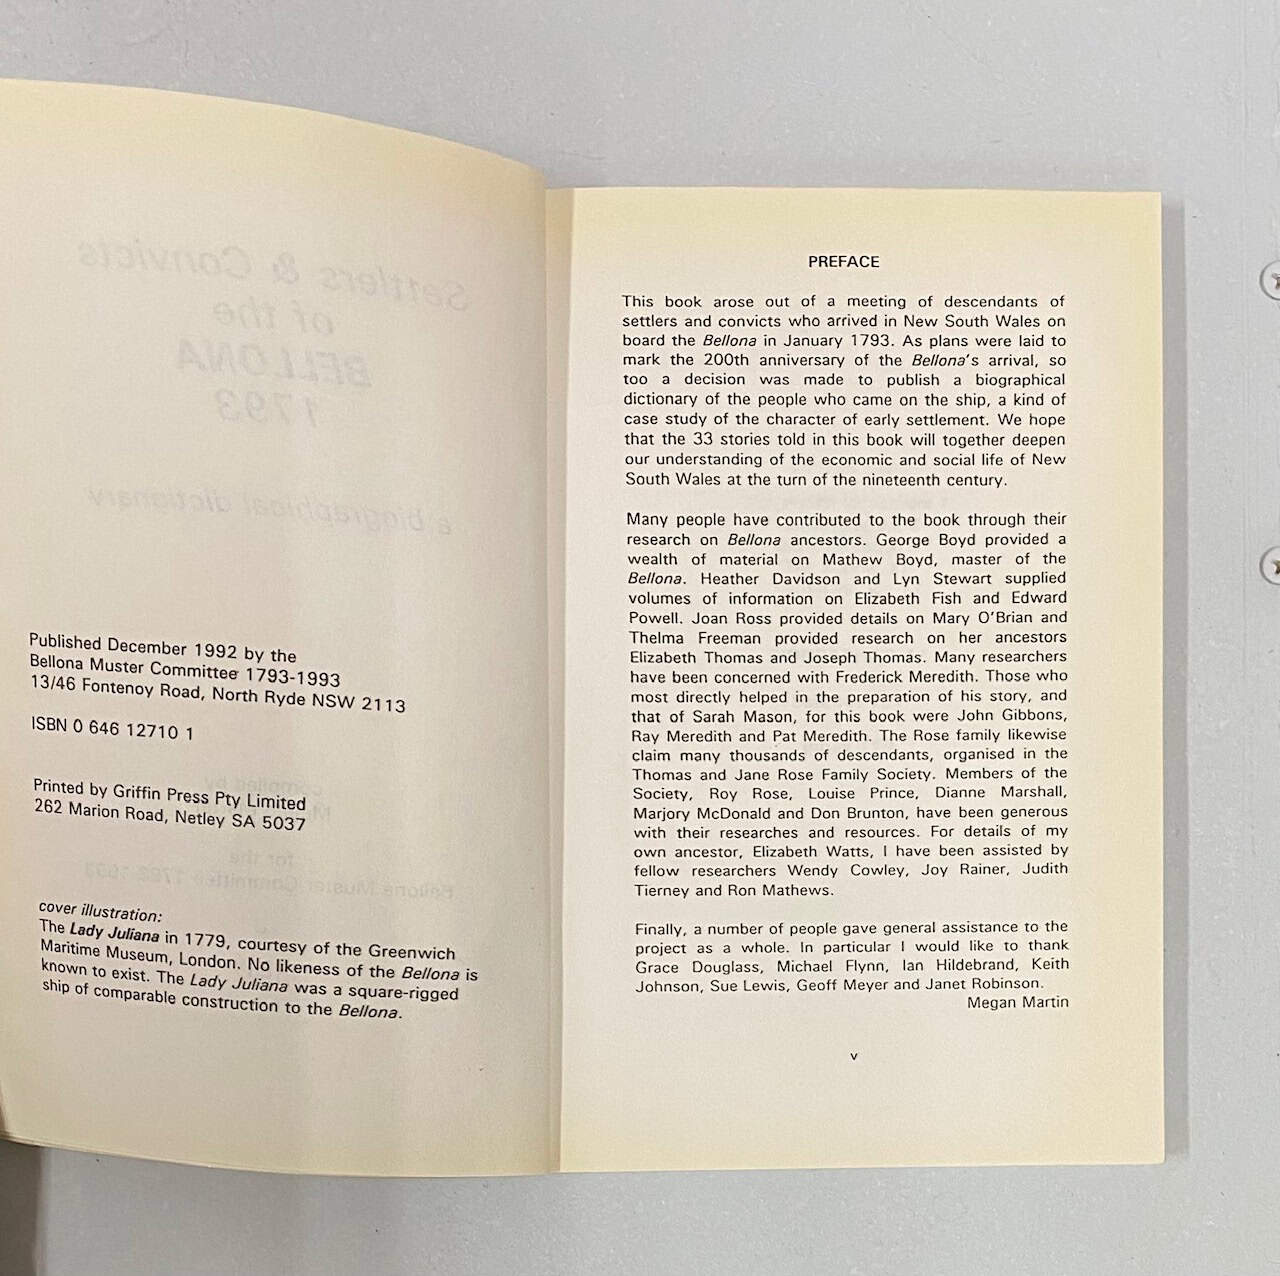 Settlers & Convicts
of the
BELLONA
1793
a biographical dictionary
Published December 1992 by the
Bellona Muster Committee 1793-1993
13/46 Fontenoy Road, North Ryde NSW 2113
ISBN 0 646 12710 1
Printed by Griffin Press Pty Limited
262 Marion Road, Netley SA 5037
for the
Bellona Muster Committee 1793-1993
cover illustration:
The Lady Juliana in 1779, courtesy of the Greenwich
Maritime Museum, London. No likeness of the Bellona is
known to exist. The Lady Juliana was a square-rigged
ship of comparable construction to the Bellona.
PREFACE
This book arose out of a meeting of descendants of
settlers and convicts who arrived in New South Wales on
board the Bellona in January 1793. As plans were laid to
mark the 200th anniversary of the Bellona's arrival, so
too a decision was made to publish a biographical
dictionary of the people who came on the ship, a kind of
case study of the character of early settlement. We hope
that the 33 stories told in this book will together deepen
our understanding of the economic and social life of New
South Wales at the turn of the nineteenth century.
Many people have contributed to the book through their
research on Bellona ancestors. George Boyd provided a
wealth of material on Mathew Boyd, master of the
Bellona. Heather Davidson and Lyn Stewart supplied
volumes of information on Elizabeth Fish and Edward
Powell. Joan Ross provided details on Mary O'Brian and
Thelma Freeman provided research on her ancestors
Elizabeth Thomas and Joseph Thomas. Many researchers
have been concerned with Frederick Meredith. Those who
most directly helped in the preparation of his story, and
that of Sarah Mason, for this book were John Gibbons,
Ray Meredith and Pat Meredith. The Rose family likewise
claim many thousands of descendants, organised in the
Thomas and Jane Rose Family Society. Members of the
Society, Roy Rose, Louise Prince, Dianne Marshall,
Marjory McDonald and Don Brunton, have been generous
with their researches and resources. For details of my
own ancestor, Elizabeth Watts, I have been assisted by
fellow researchers Wendy Cowley, Joy Rainer, Judith
Tierney and Ron Mathews.
Finally, a number of people gave general assistance to the
project as a whole. In particular I would like to thank
Grace Douglass, Michael Flynn, Ian Hildebrand, Keith
Johnson, Sue Lewis, Geoff Meyer and Janet Robinson.
Megan Martin
v